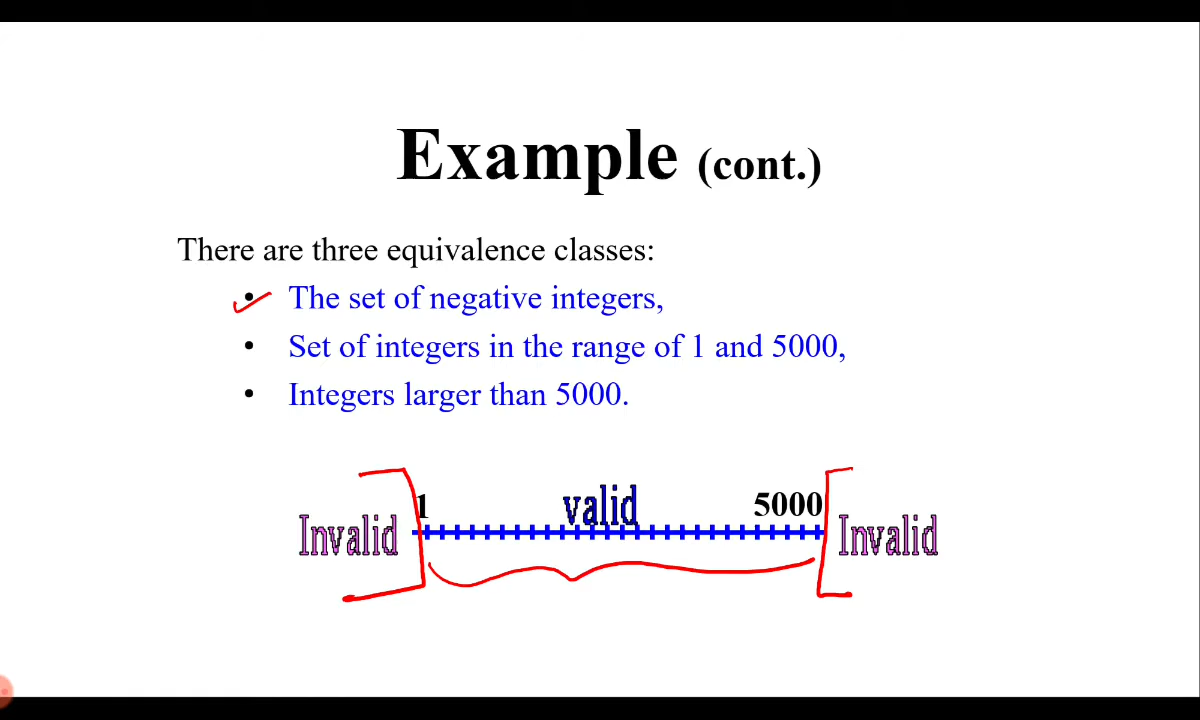 Example (cont.)
There are three equivalence classes:
• The set of negative integers,
• Set of integers in the range of 1 and 5000,
• Integers larger than 5000.
1 valid 5000
Invalid Invalid